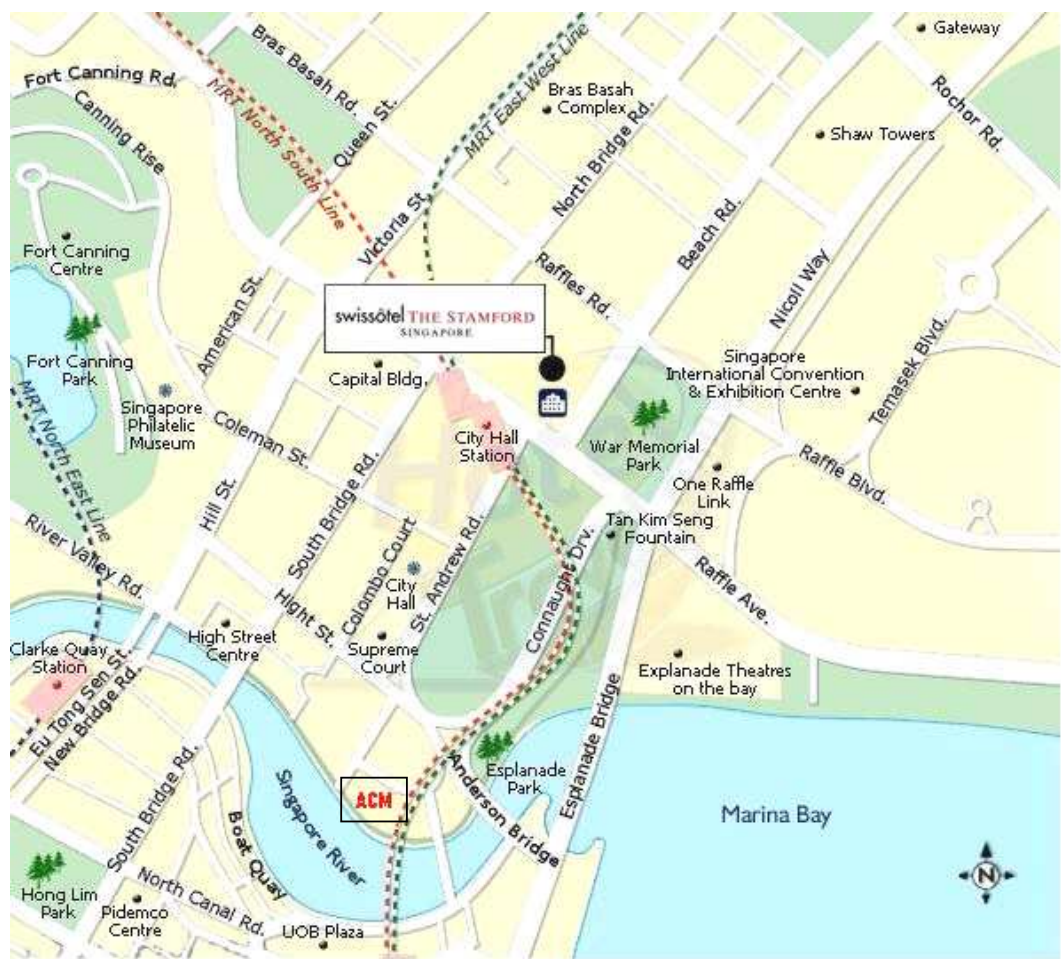 Gateway
Bras Basah Rd.
MRT East West Line
Fort Canning Rd.
Canning Rise
MRT North South Line
Queen St.
Bras Basah
Complex
Rochor Rd.
Shaw Towers
North Bridge Rd.
Victoria St.
Beach Rd.
Fort Canning
Centre
Raffles Rd.
Nicoll Way
American St.
swissôtel THE STAMFORD
SINGAPORE
Temasek Blvd.
Fort Canning
Park
Capital Bldg.
Singapore
International Convention
& Exhibition Centre
Singapore
Philatelic
Museum
MRT North East Line
Coleman St.
City Hall
Station
War Memorial
Park
Raffle Blvd.
One Raffle
Link
Hill St.
South Bridge Rd.
Tan Kim Seng
Fountain
River Valley Rd.
Colombo Court
St. Andrew Rd.
Connaught Drv.
City
Hall
Raffle Ave.
Hight St.
High Street
Centre
Supreme
Court
Clarke Quay
Station
Eu Tong Sen St.
New Bridge Rd.
Explanade Theatres
on the bay
Esplanade Bridge
Esplanade
Park
Anderson Bridge
ACM
Singapore River
Marina Bay
South Bridge Rd.
Boat Quay
Hong Lim
Park
Pidemco
Centre
North Canal Rd.
UOB Plaza
N